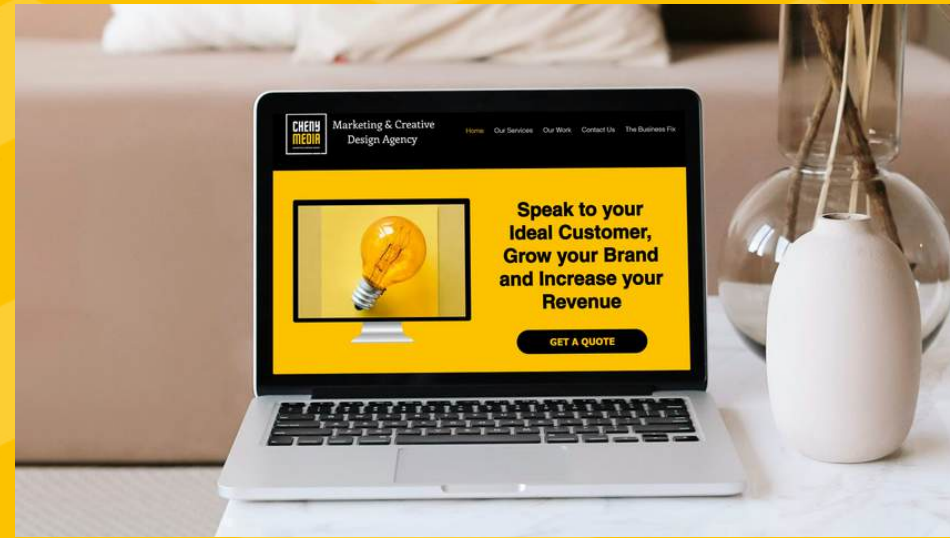 CHENY
MEDIA
Marketing & Creative
Design Agency
Home Our Services Our Work Contact Us The Business Fix
Speak to your
Ideal Customer,
Grow your Brand
and Increase your
Revenue
GET A QUOTE